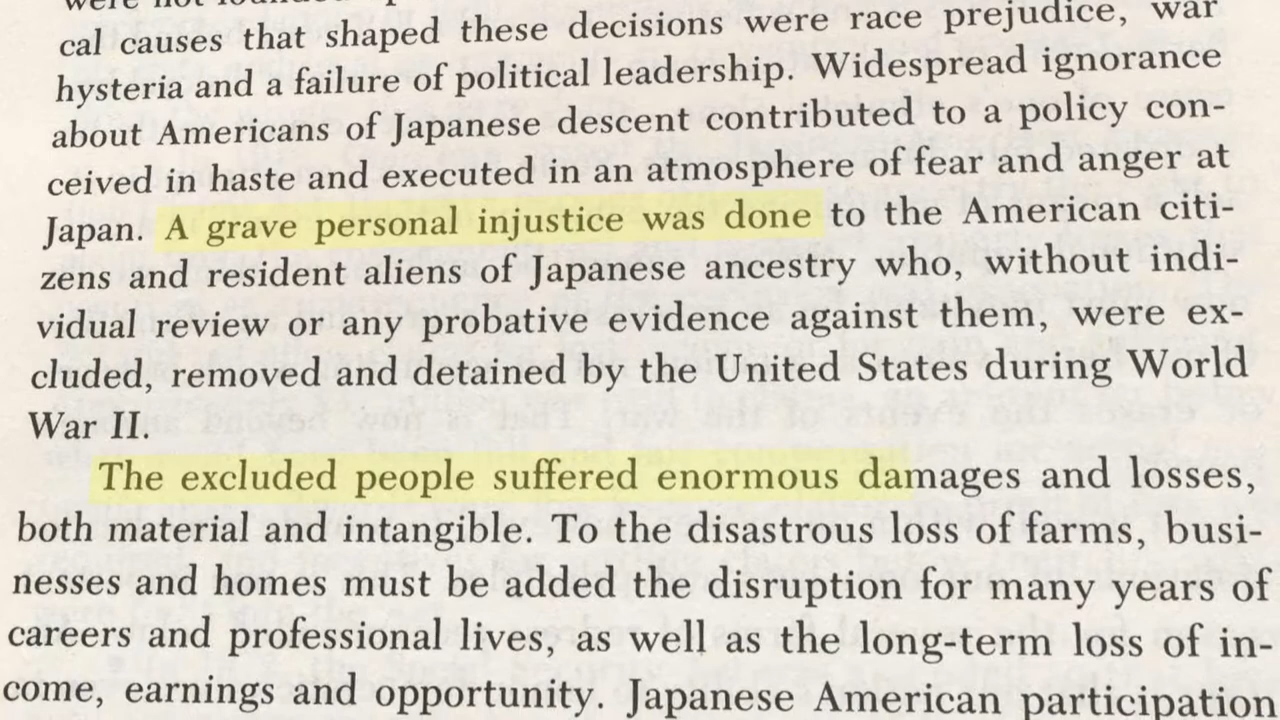 cal causes that shaped these decisions were race prejudice, war
hysteria and a failure of political leadership. Widespread ignorance
about Americans of Japanese descent contributed to a policy con-
ceived in haste and executed in an atmosphere of fear and anger at
Japan. A grave personal injustice was done to the American citi-
zens and resident aliens of Japanese ancestry who, without indi-
vidual review or any probative evidence against them, were ex-
cluded, removed and detained by the United States during World
War II.
The excluded people suffered enormous damages and losses,
both material and intangible. To the disastrous loss of farms, busi-
nesses and homes must be added the disruption for many years of
careers and professional lives, as well as the long-term loss of in-
come, earnings and opportunity. Japanese American participation